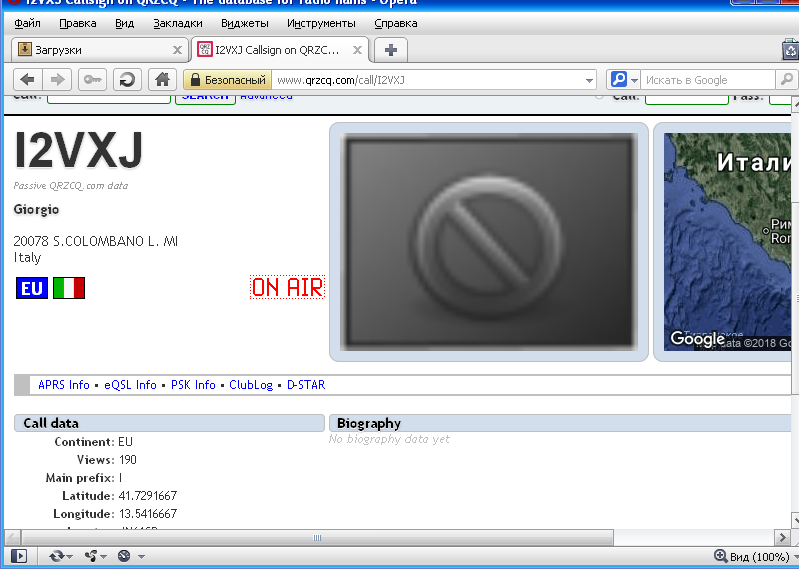 I2VXJ Callsign on QRZCQ - The database for radio hams - Opera
Файл Правка Вид Закладки Виджеты Инструменты Справка
Загрузки
QRZ CQ I2VXJ Callsign on QRZC...
Безопасный www.qrzcq.com/call/I2VXJ Искать в Google
Call: SEARCH Advanced Call: Pass:
I2VXJ
Passive QRZCQ.com data
Giorgio
20078 S.COLOMBANO L. MI
Italy
EU
ON AIR
Итали
Рим
Rom
Google
data ©2018 Go
APRS Info • eQSL Info • PSK Info • ClubLog • D-STAR
Call data
Continent: EU
Views: 190
Main prefix: I
Latitude: 41.7291667
Longitude: 13.5416667
Biography
No biography data yet
Вид (100%)